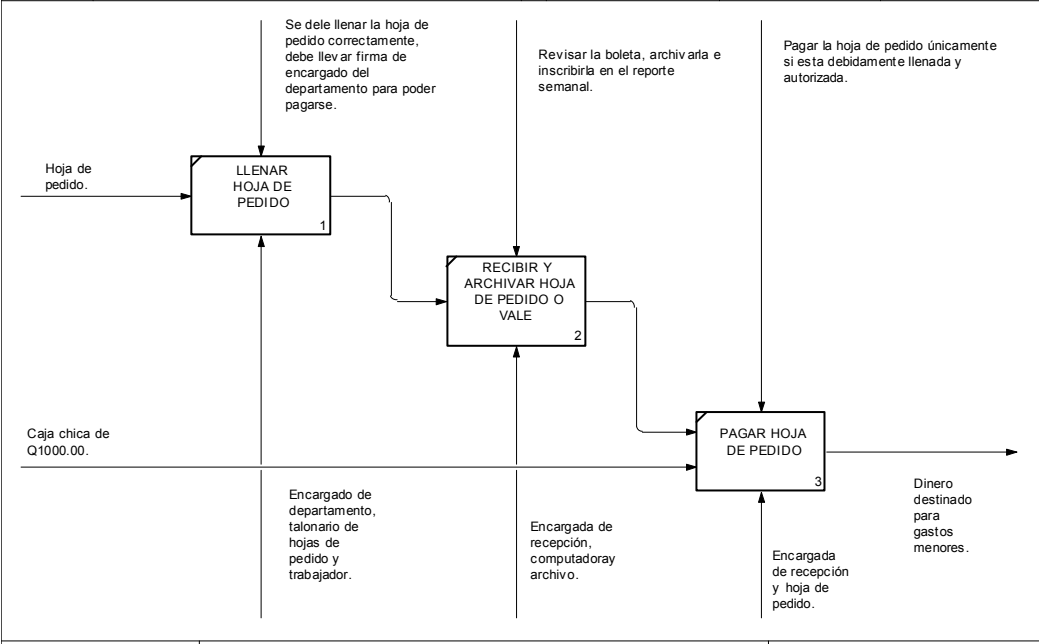 Se dele llenar la hoja de
pedido correctamente,
debe llevar firma de
encargado del
departamento para poder
pagarse.
Revisar la boleta, archivarla e
inscribirla en el reporte
semanal.
Pagar la hoja de pedido únicamente
si esta debidamente llenada y
autorizada.
Hoja de
pedido.
LLENAR
HOJA DE
PEDIDO
1
RECIBIR Y
ARCHIVAR HOJA
DE PEDIDO O
VALE
2
Caja chica de
Q1000.00.
PAGAR HOJA
DE PEDIDO
3
Encargado de
departamento,
talonario de
hojas de
pedido y
trabajador.
Encargada de
recepción,
computadoray
archivo.
Encargada
de recepción
y hoja de
pedido.
Dinero
destinado
para
gastos
menores.